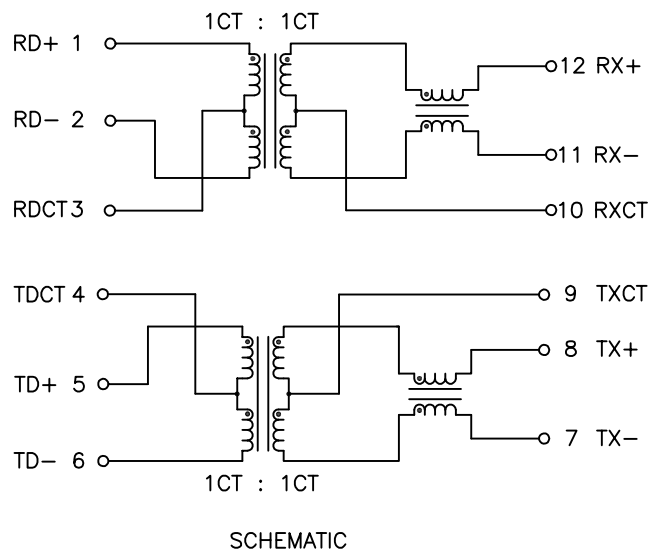 1CT : 1CT
RD+ 1
12 RX+
RD- 2
11 RX-
RDCT3
10 RXCT
TDCT 4
9 TXCT
8 TX+
TD+ 5
7 TX-
TD- 6
1CT : 1CT
SCHEMATIC